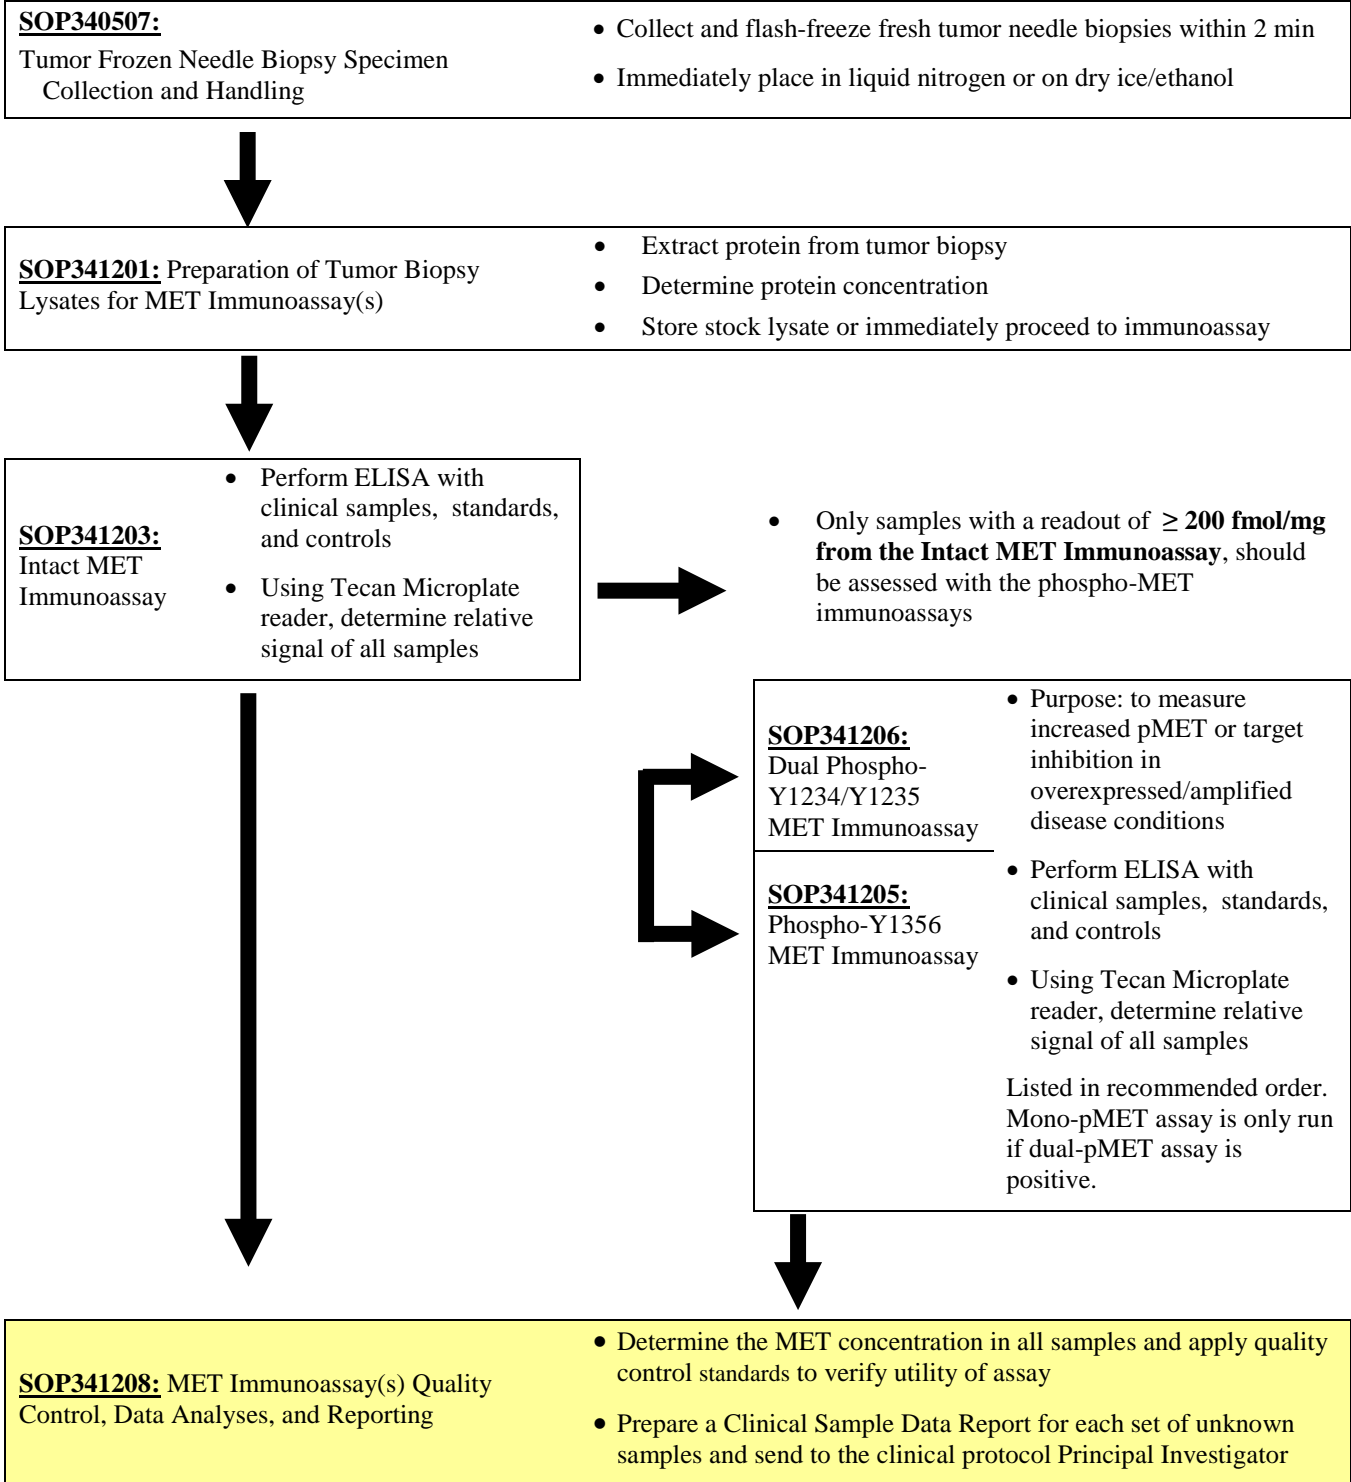 SOP340507:
Tumor Frozen Needle Biopsy Specimen
Collection and Handling
• Collect and flash-freeze fresh tumor needle biopsies within 2 min
• Immediately place in liquid nitrogen or on dry ice/ethanol
SOP341201: Preparation of Tumor Biopsy
Lysates for MET Immunoassay(s)
• Extract protein from tumor biopsy
• Determine protein concentration
• Store stock lysate or immediately proceed to immunoassay
SOP341203:
Intact MET
Immunoassay
• Perform ELISA with
clinical samples, standards,
and controls
• Using Tecan Microplate
reader, determine relative
signal of all samples
• Only samples with a readout of ≥ 200 fmol/mg
from the Intact MET Immunoassay, should
be assessed with the phospho-MET
immunoassays
SOP341206:
Dual Phospho-
Y1234/Y1235
MET Immunoassay
SOP341205:
Phospho-Y1356
MET Immunoassay
• Purpose: to measure
increased pMET or target
inhibition in
overexpressed/amplified
disease conditions
• Perform ELISA with
clinical samples, standards,
and controls
• Using Tecan Microplate
reader, determine relative
signal of all samples
Listed in recommended order.
Mono-pMET assay is only run
if dual-pMET assay is
positive.
SOP341208: MET Immunoassay(s) Quality
Control, Data Analyses, and Reporting
• Determine the MET concentration in all samples and apply quality
control standards to verify utility of assay
• Prepare a Clinical Sample Data Report for each set of unknown
samples and send to the clinical protocol Principal Investigator